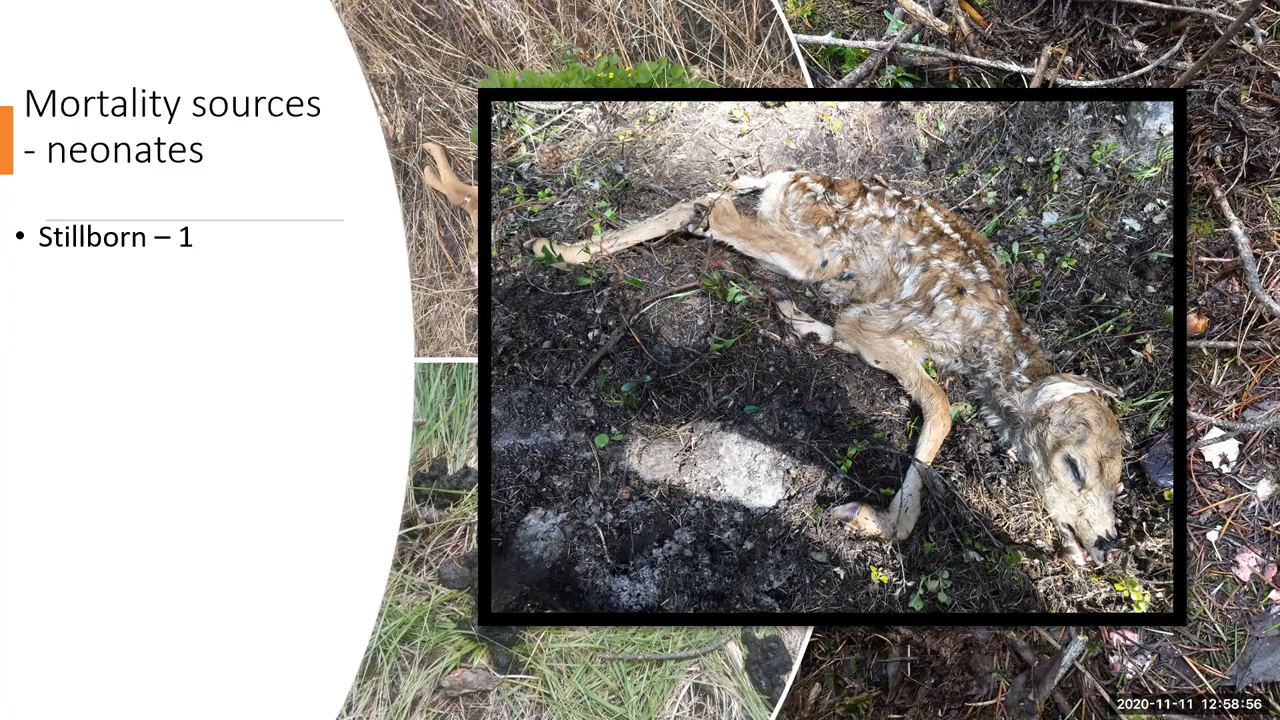 Mortality sources
- neonates
• Stillborn – 1
2020-11-11 12:58:56